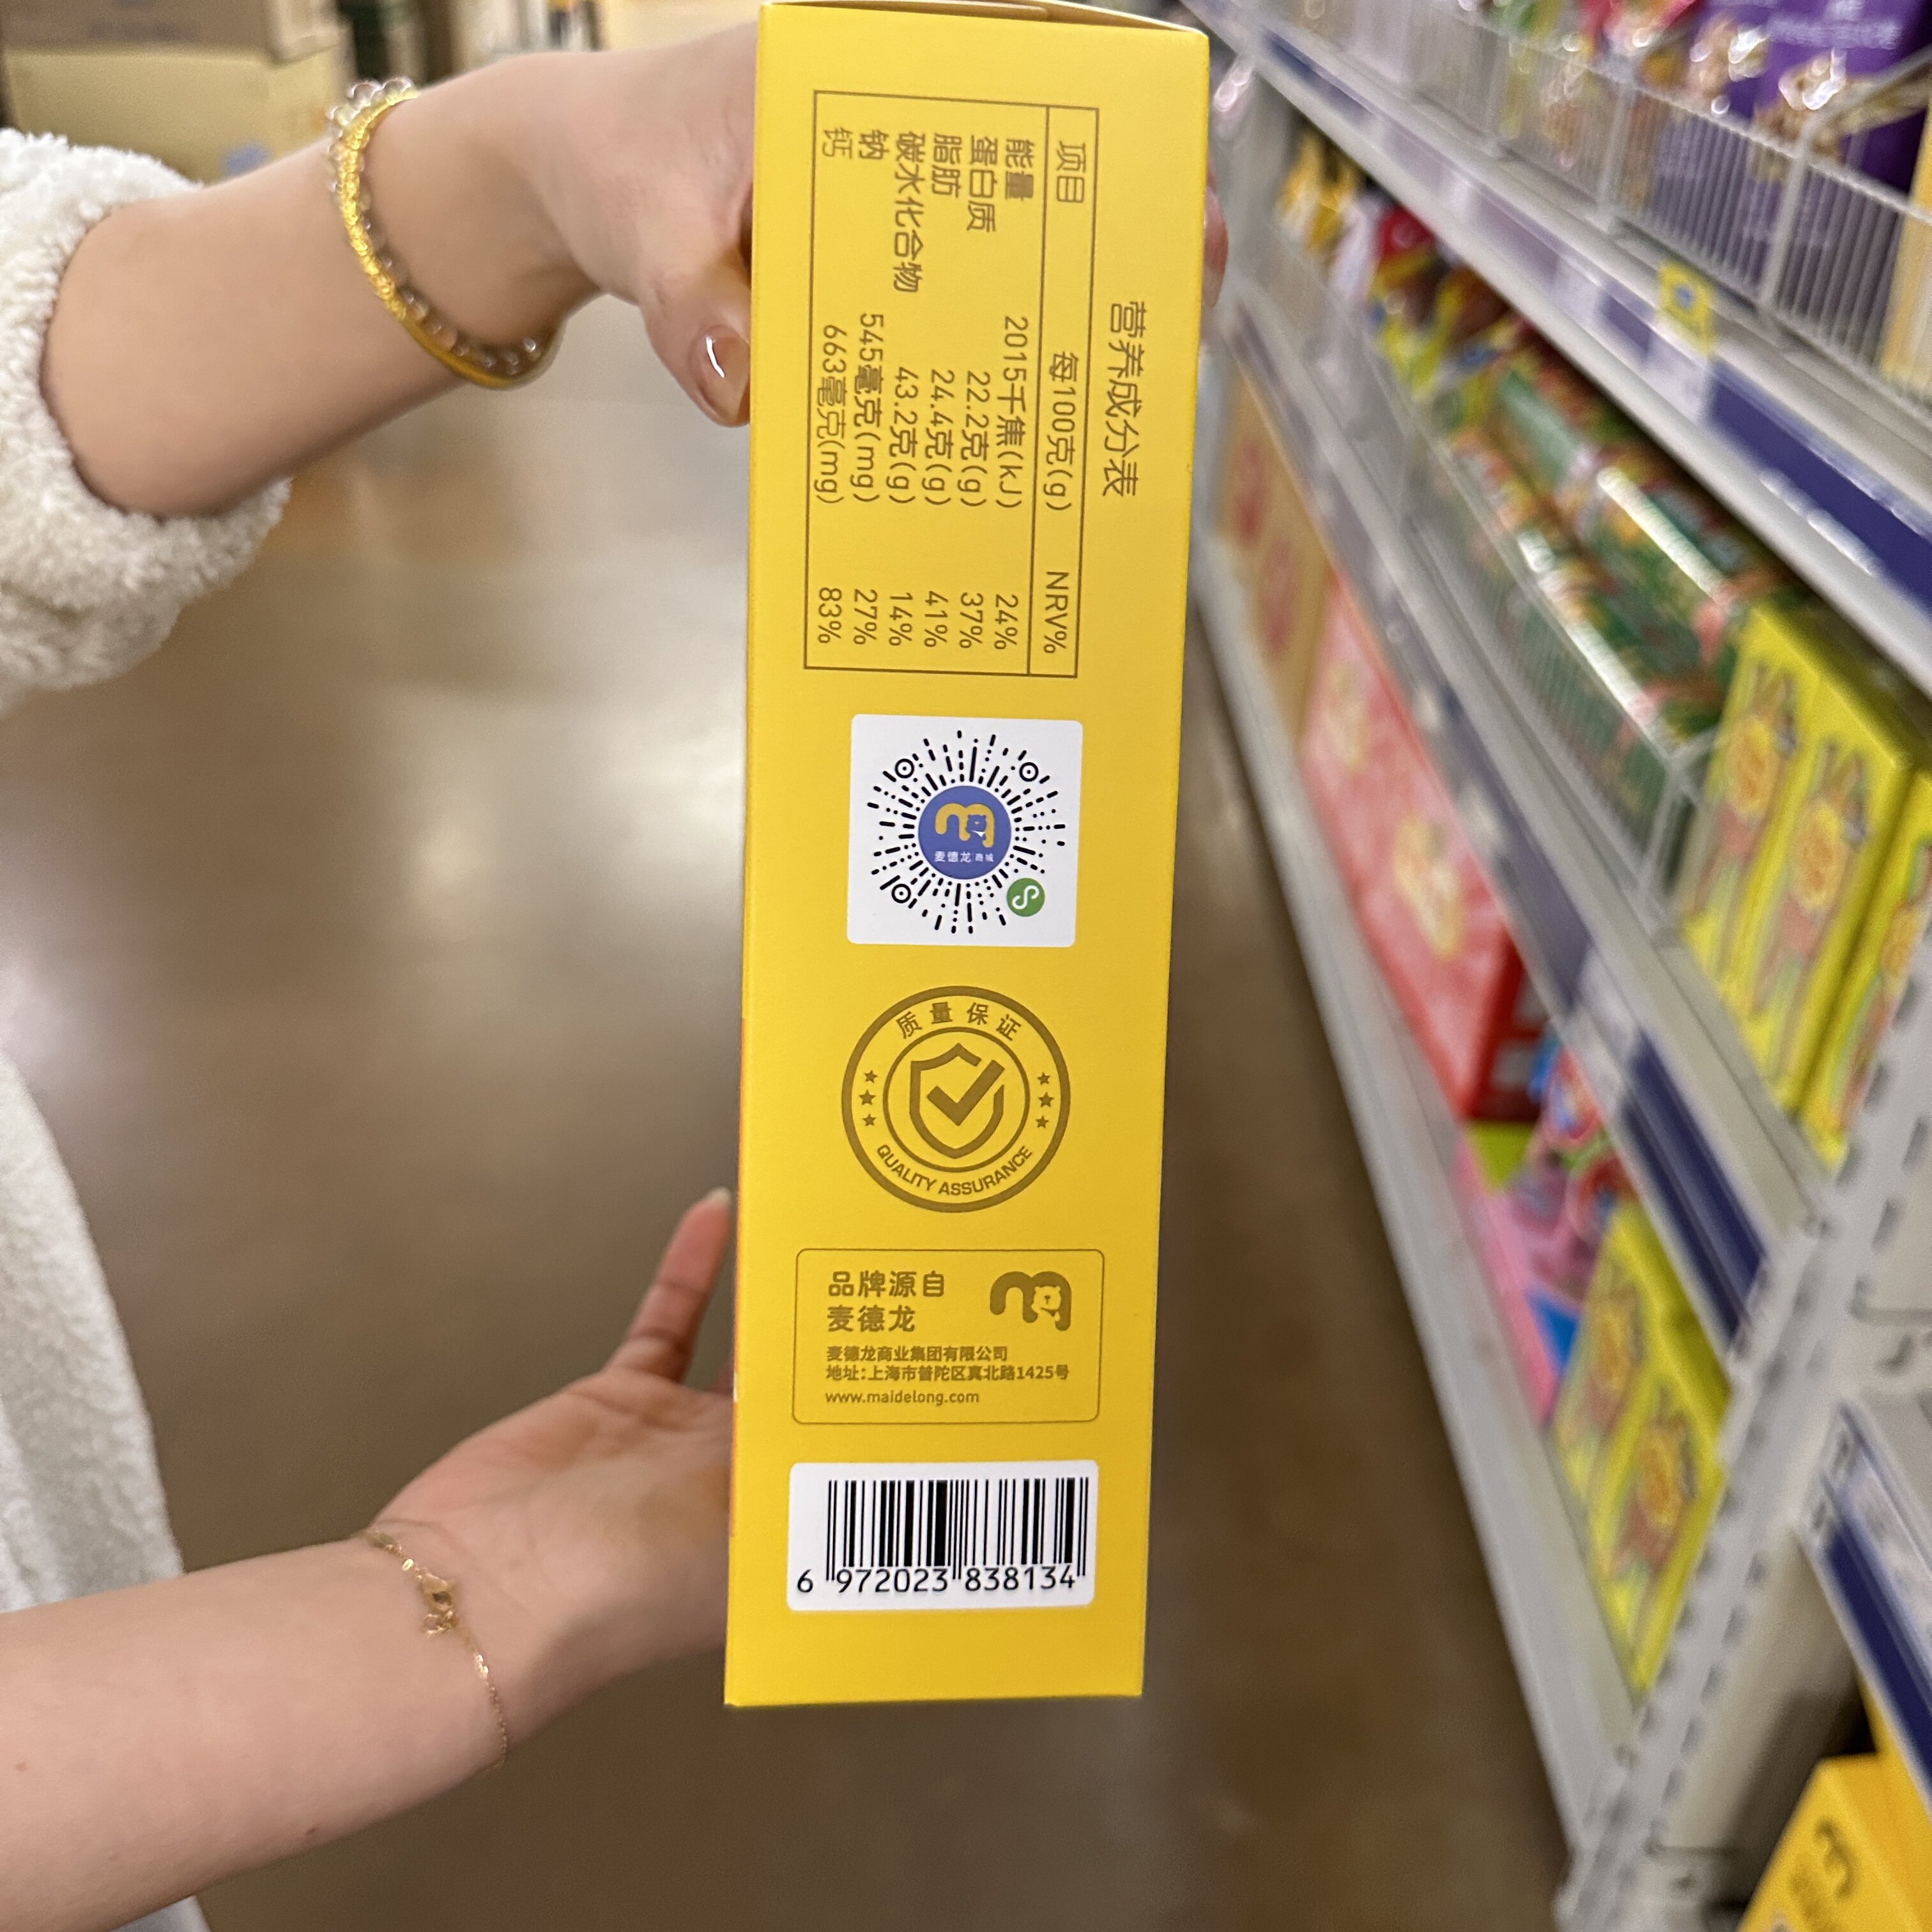 营养成分表
项目 每100克(g) NRV%
能量 2015千焦(kJ) 24%
蛋白质 22.2克(g) 37%
脂肪 24.4克(g) 41%
碳水化合物 43.2克(g) 14%
钠 545毫克(mg) 27%
钙 663毫克(mg) 83%
麦德龙 商城
质量保证
QUALITY ASSURANCE
品牌源自
麦德龙
麦德龙商业集团有限公司
地址:上海市普陀区真北路1425号
www.maidelong.com
6 972023 838134